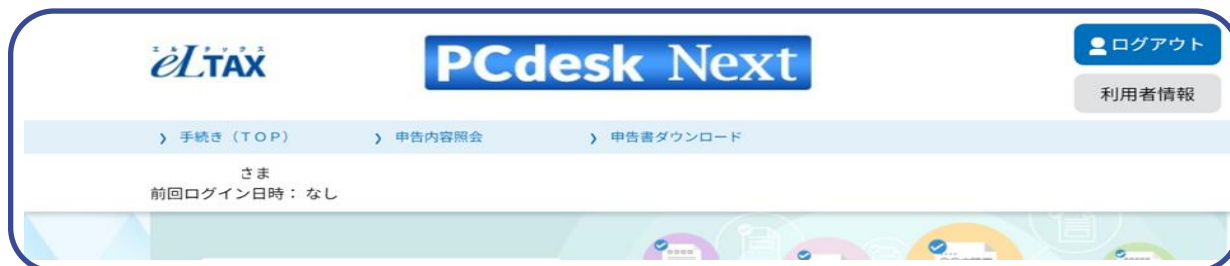 エルタックス
eLTAX
PCdesk Next
ログアウト
利用者情報
手続き（TOP）
申告内容照会
申告書ダウンロード
さま
前回ログイン日時： なし